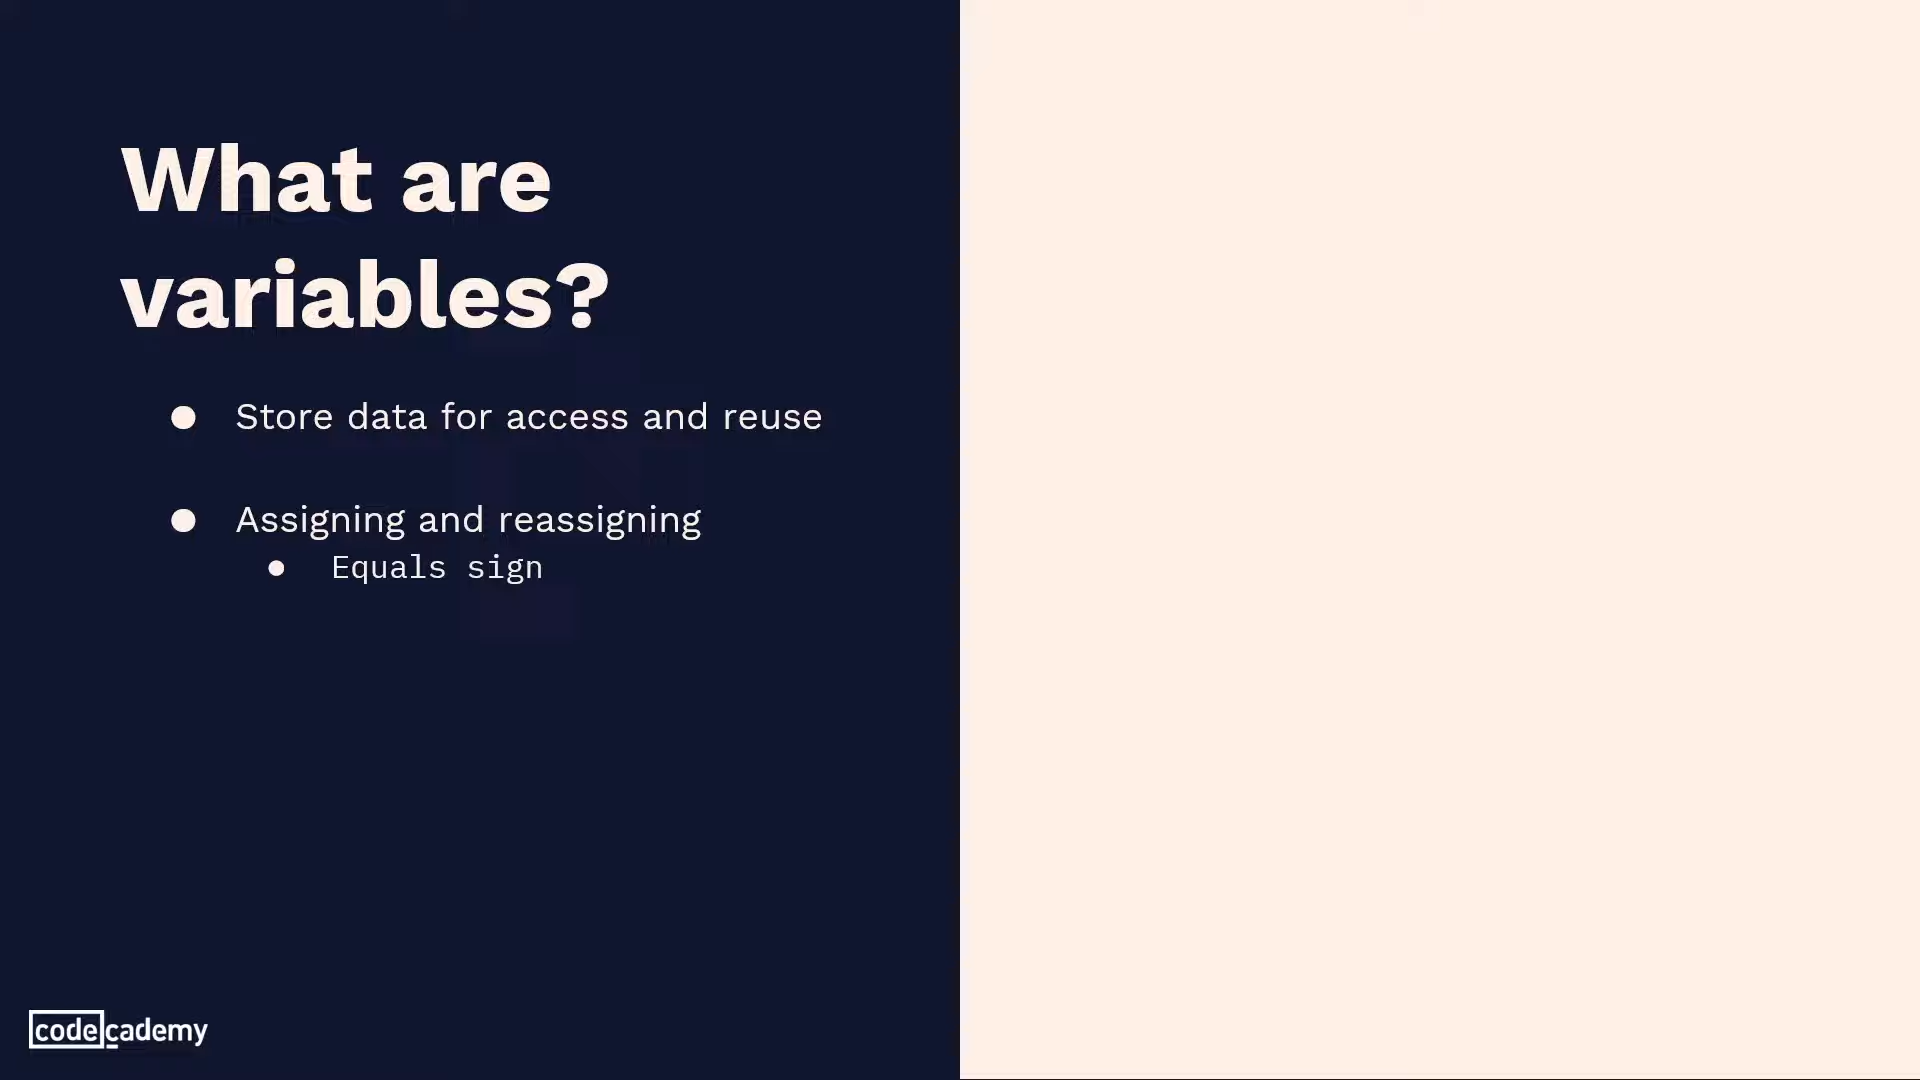 What are
variables?
● Store data for access and reuse
● Assigning and reassigning
● Equals sign
codecademy